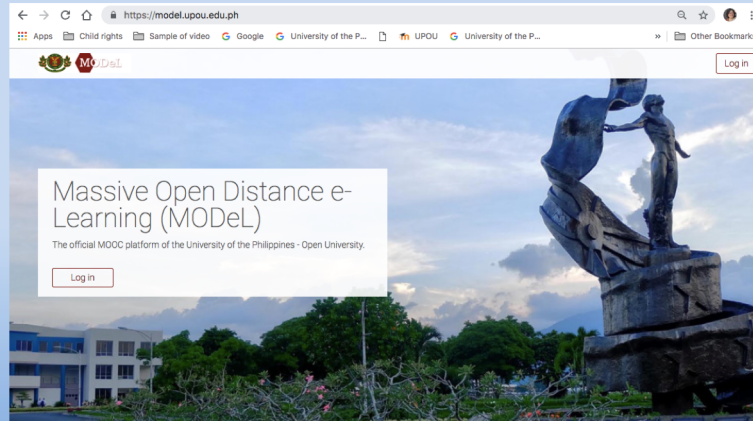 https://model.upou.edu.ph
Apps Child rights Sample of video Google University of the P... UPOU University of the P... » Other Bookmarks
MODeL
Log in
Massive Open Distance e-
Learning (MODeL)
The official MOOC platform of the University of the Philippines - Open University.
Log in